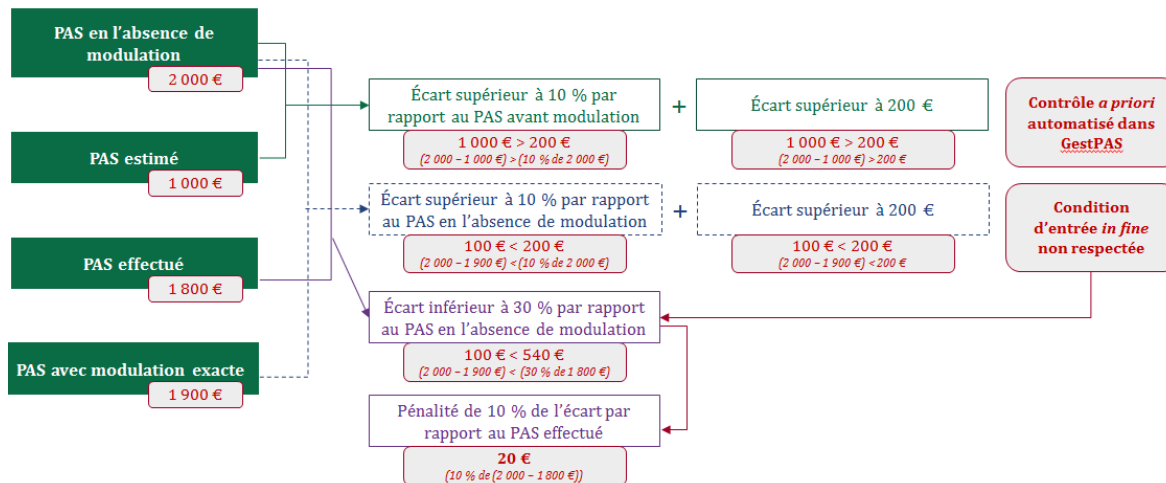 PAS en l'absence de
modulation
2 000 €
PAS estimé
1 000 €
PAS effectué
1 800 €
PAS avec modulation exacte
1 900 €
Écart supérieur à 10 % par
rapport au PAS avant modulation
1 000 € > 200 €
(2 000 – 1 000 €) > (10 % de 2 000 €)
+
Écart supérieur à 200 €
1 000 € > 200 €
(2 000 – 1 000 €) > 200 €
Contrôle a priori
automatisé dans
GestPAS
Écart supérieur à 10 % par rapport
au PAS en l'absence de modulation
100 € < 200 €
(2 000 – 1 900 €) < (10 % de 2 000 €)
+
Écart supérieur à 200 €
100 € < 200 €
(2 000 – 1 900 €) < 200 €
Condition
d'entrée in fine
non respectée
Écart inférieur à 30 % par rapport
au PAS en l'absence de modulation
100 € < 540 €
(2 000 – 1 900 €) < (30 % de 1 800 €)
Pénalité de 10 % de l'écart par
rapport au PAS effectué
20 €
(10 % de (2 000 – 1 800 €))